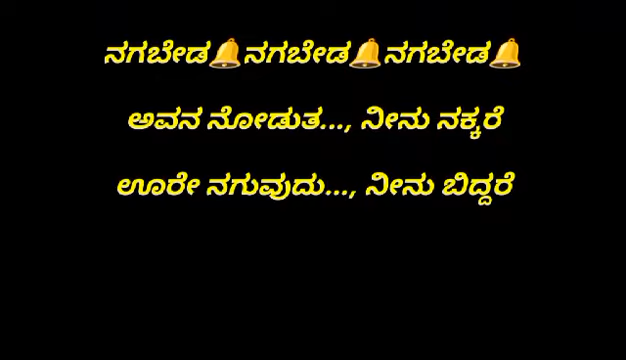 ನಗಬೇಡ🔔ನಗಬೇಡ🔔ನಗಬೇಡ🔔
ಅವನ ನೋಡುತ..., ನೀನು ನಕ್ಕರೆ
ಊರೇ ನಗುವುದು..., ನೀನು ಬಿದ್ದರೆ